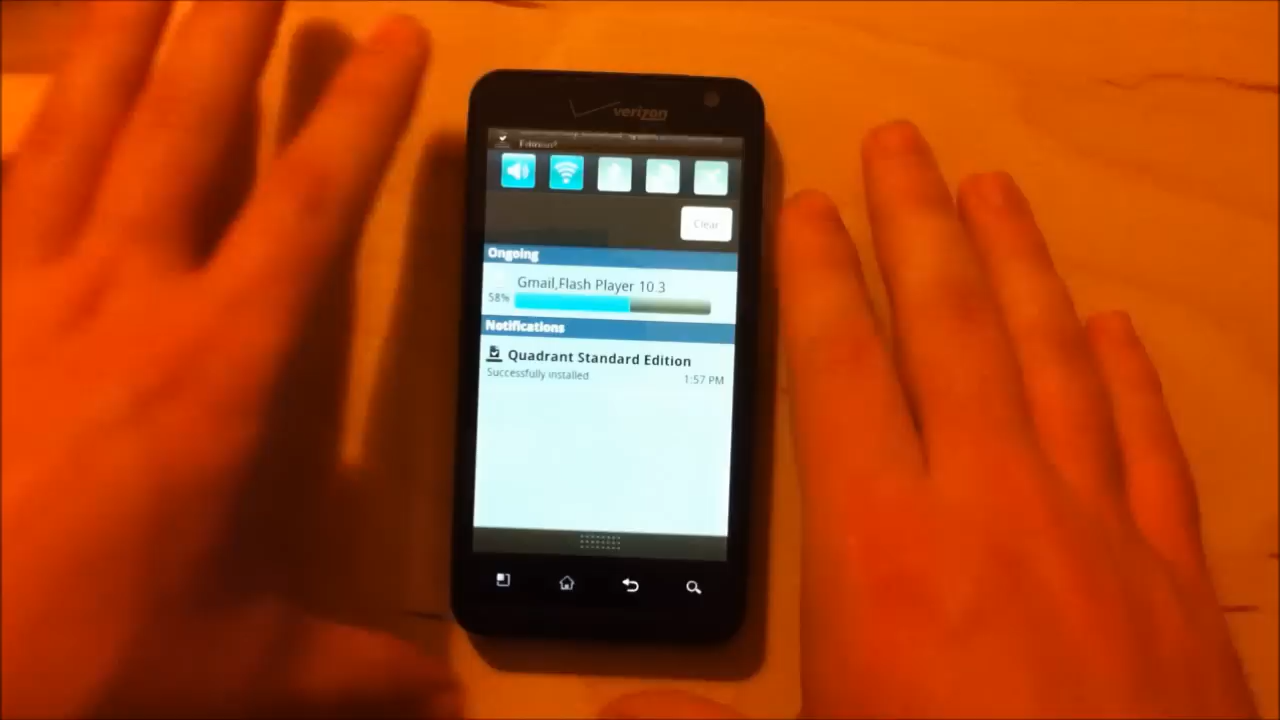 verizon
Clear
Ongoing
Gmail,Flash Player 10.3
58%
Notifications
Quadrant Standard Edition
Successfully installed 1:57 PM